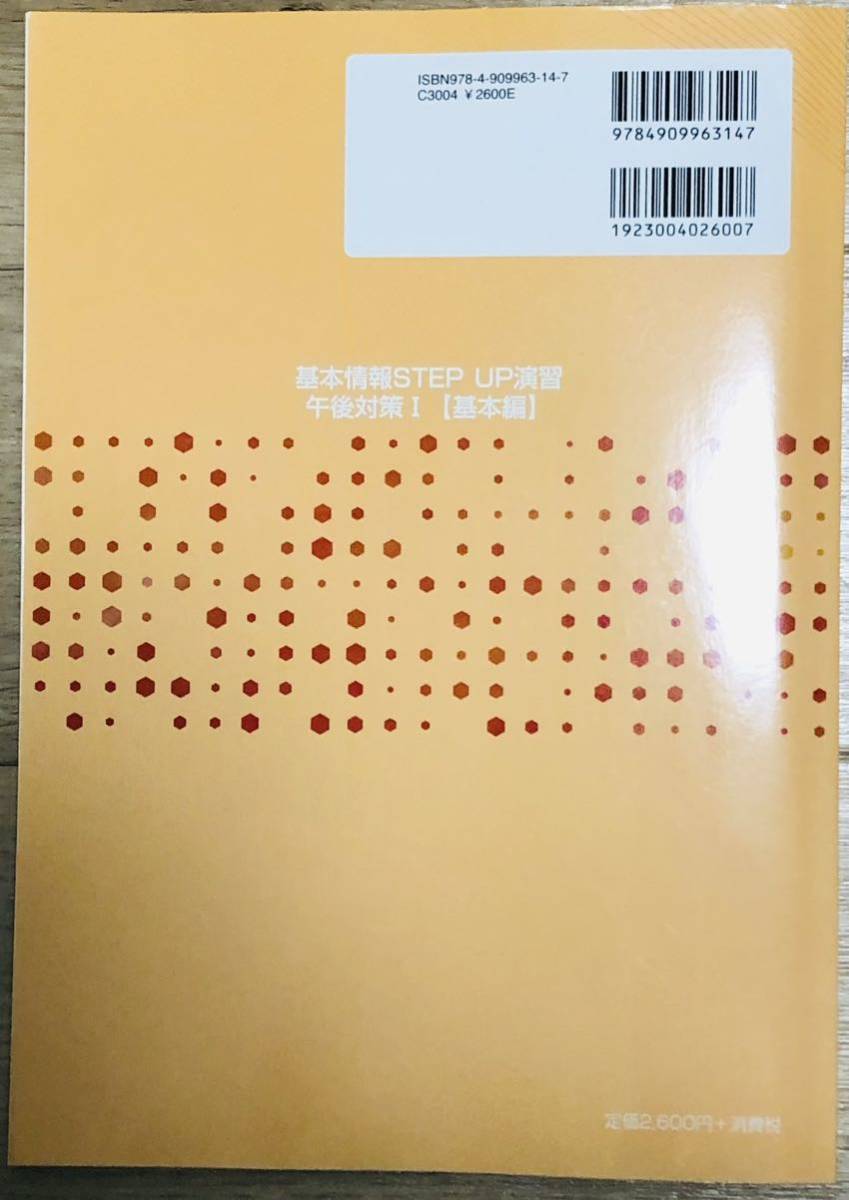 ISBN978-4-909963-14-7
C3004 ￥2600E
9784909963147
1923004026007
基本情報STEP UP演習
午後対策Ⅰ【基本編】
定価2,600円＋消費税